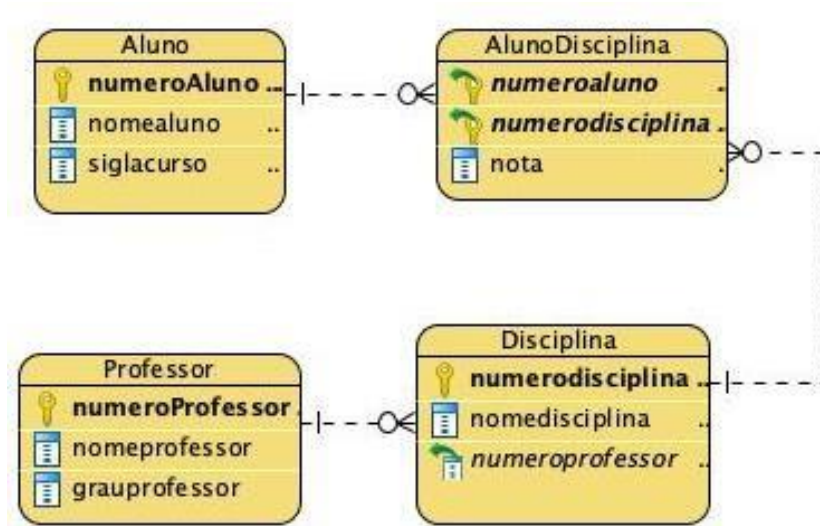 Aluno
numeroAluno ..
nomealuno ..
siglacurso ..
AlunoDisciplina
numeroaluno .
numerodisciplina .
nota .
Professor
numeroProfessor .
nomeprofessor
grauprofessor
Disciplina
numerodisciplina ..
nomedisciplina ..
numeroprofessor ..